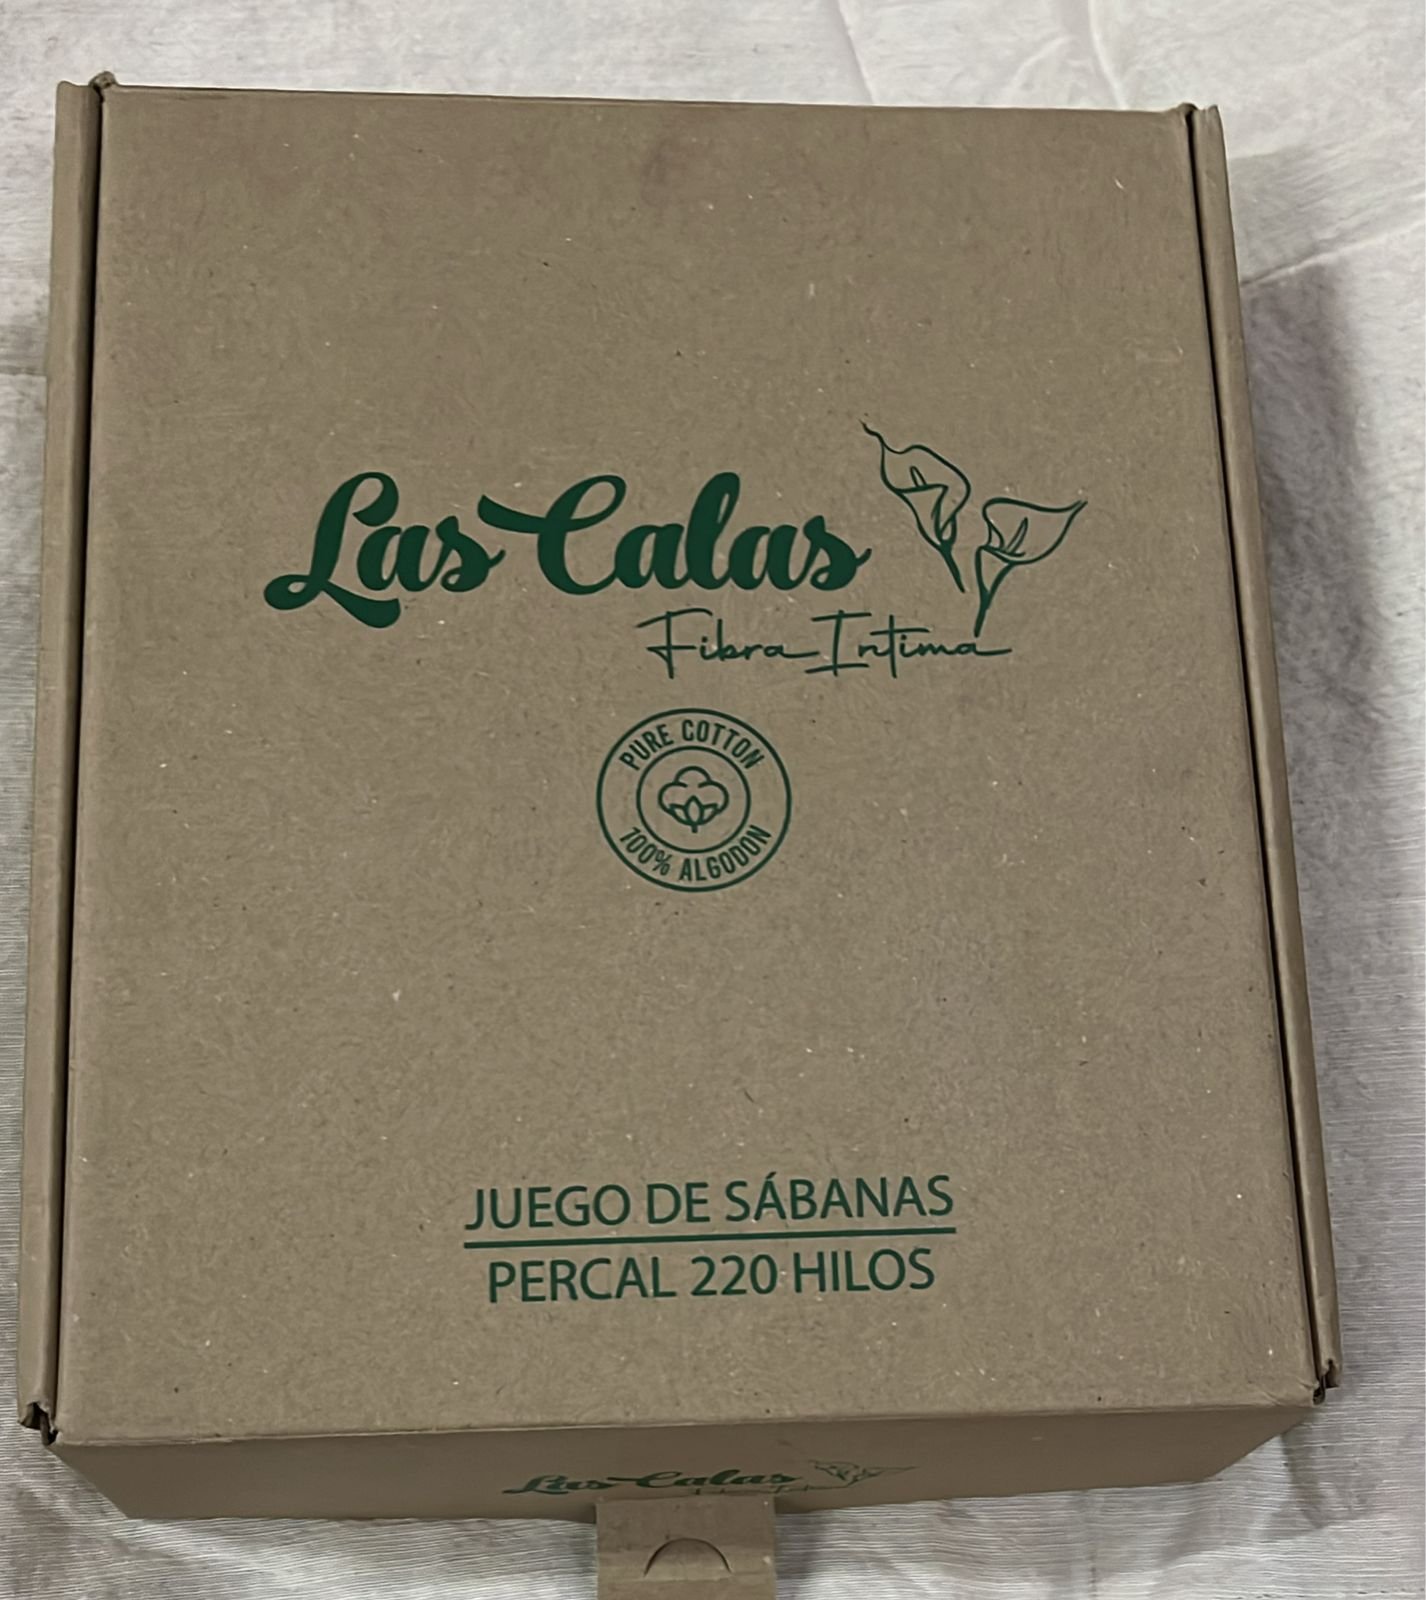 Las Calas
Fibra Intima
PURE COTTON
100% ALGODON
JUEGO DE SÁBANAS
PERCAL 220 HILOS
Las Calas